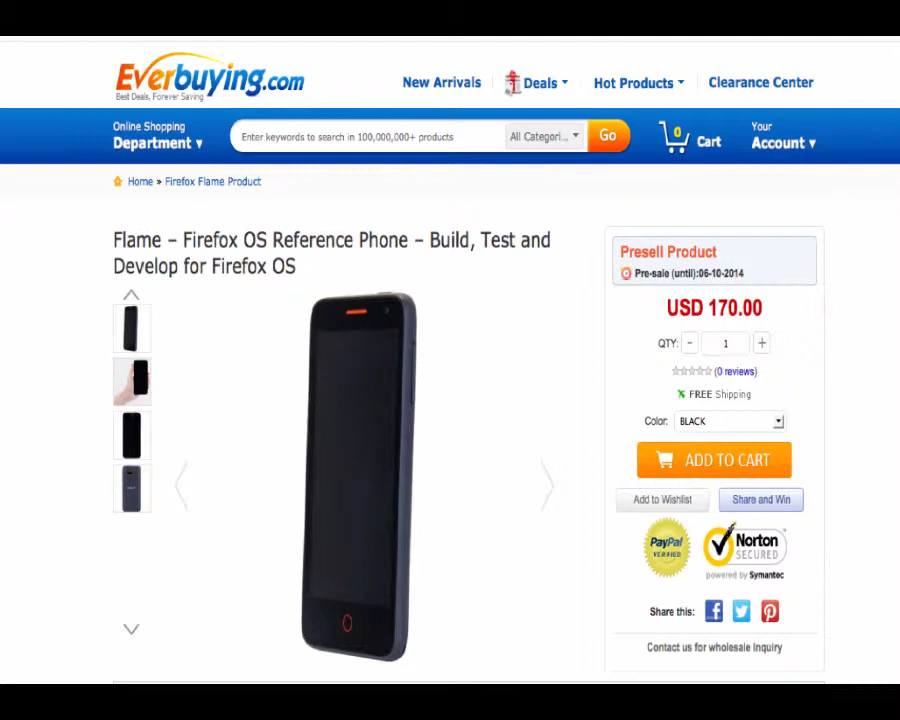 Everbuying.com
Best Deals, Forever Saving
New Arrivals
Deals
Hot Products
Clearance Center
Online Shopping
Department
Enter keywords to search in 100,000,000+ products
All Categori...
Go
0
Cart
Your
Account
Home » Firefox Flame Product
Flame – Firefox OS Reference Phone – Build, Test and
Develop for Firefox OS
Presell Product
Pre-sale (until):06-10-2014
USD 170.00
QTY: - 1 +
(0 reviews)
FREE Shipping
Color: BLACK
ADD TO CART
Add to Wishlist
Share and Win
PayPal
VERIFIED
Norton
SECURED
powered by Symantec
Share this:
Contact us for wholesale inquiry